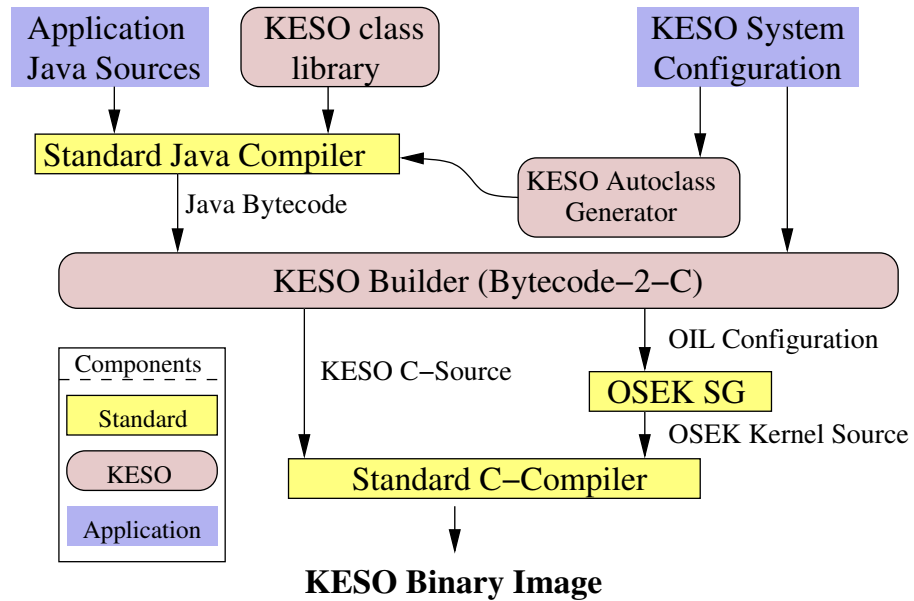 Application
Java Sources
KESO class
library
KESO System
Configuration
Standard Java Compiler
KESO Autoclass
Generator
Java Bytecode
KESO Builder (Bytecode−2−C)
OIL Configuration
KESO C−Source
OSEK SG
OSEK Kernel Source
Standard C−Compiler
KESO Binary Image
Components
Standard
KESO
Application